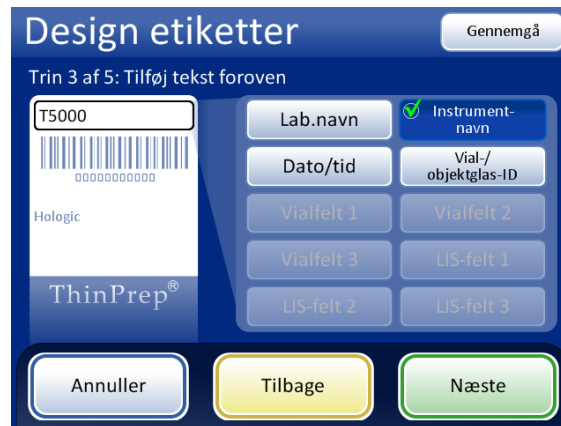 Design etiketter
Gennemgå
Trin 3 af 5: Tilføj tekst foroven
T5000
00000000000
Hologic
ThinPrep®
Lab.navn
Instrument-
navn
Dato/tid
Vial-/
objektglas-ID
Vialfelt 1
Vialfelt 2
Vialfelt 3
LIS-felt 1
LIS-felt 2
LIS-felt 3
Annuller
Tilbage
Næste